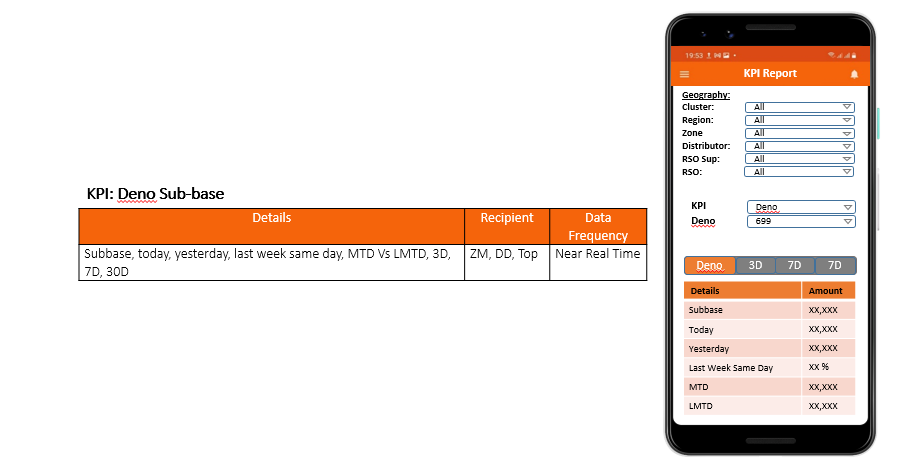 KPI: Deno Sub-base
Details Recipient Data Frequency
Subbase, today, yesterday, last week same day, MTD Vs LMTD, 3D, 7D, 30D
ZM, DD, Top
Near Real Time
19:53
KPI Report
Geography:
Cluster: All
Region: All
Zone All
Distributor: All
RSO Sup: All
RSO: All
KPI Deno
Deno 699
Deno 3D 7D 7D
Details Amount
Subbase XX,XXX
Today XX,XXX
Yesterday XX,XXX
Last Week Same Day XX %
MTD XX,XXX
LMTD XX,XXX